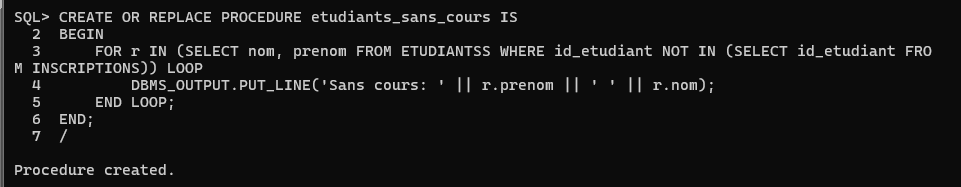 SQL> CREATE OR REPLACE PROCEDURE etudiants_sans_cours IS
  2  BEGIN
  3      FOR r IN (SELECT nom, prenom FROM ETUDIANTSS WHERE id_etudiant NOT IN (SELECT id_etudiant FRO
M INSCRIPTIONS)) LOOP
  4          DBMS_OUTPUT.PUT_LINE('Sans cours: ' || r.prenom || ' ' || r.nom);
  5      END LOOP;
  6  END;
  7  /
Procedure created.